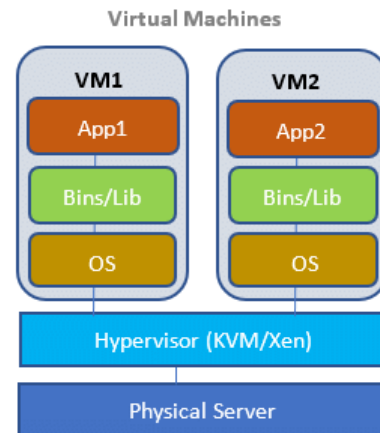 Virtual Machines
VM1
App1
Bins/Lib
OS
VM2
App2
Bins/Lib
OS
Hypervisor (KVM/Xen)
Physical Server